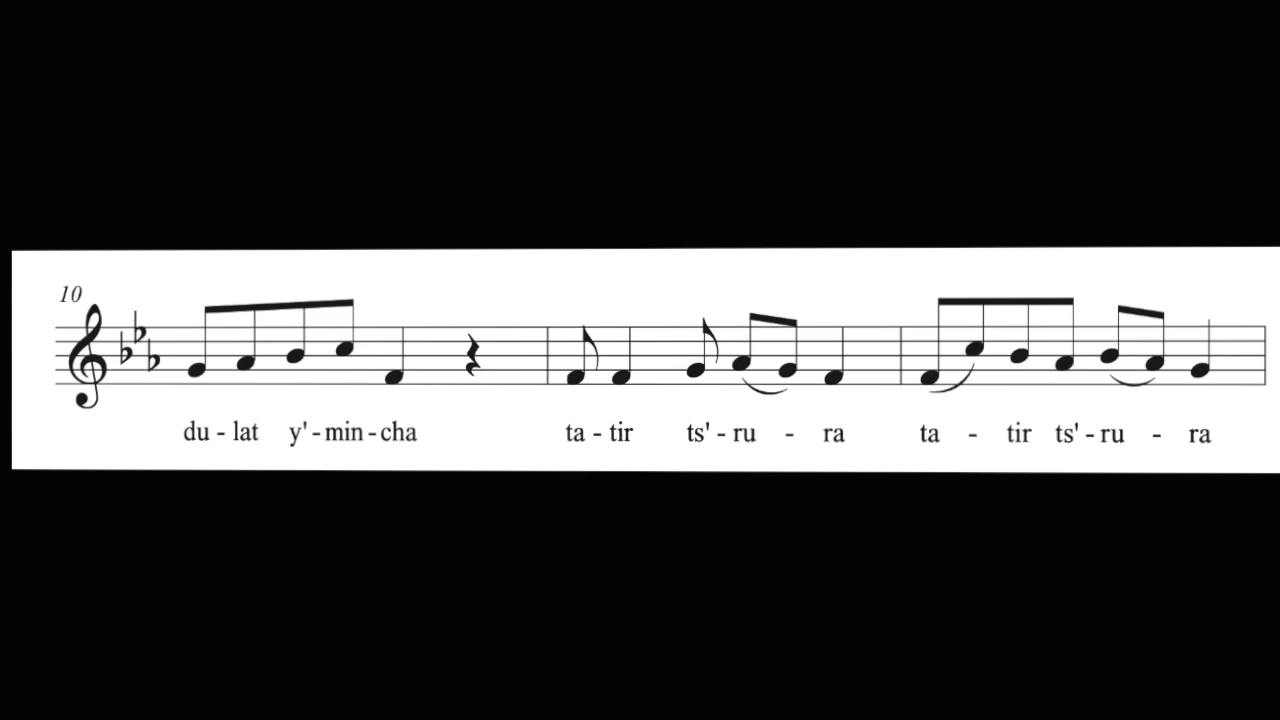 10
du - lat y' - min - cha ta - tir ts' - ru - ra ta - tir ts' - ru - ra